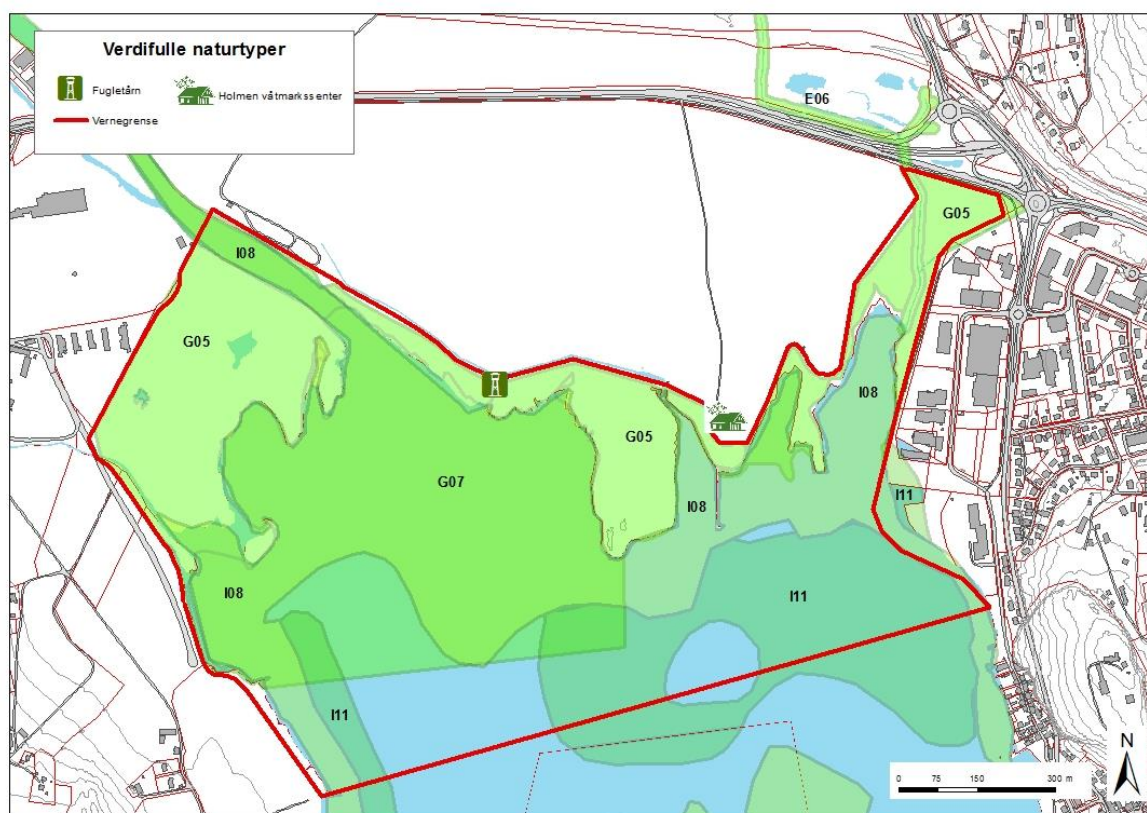 Verdifulle naturtyper
Fugletårn
Holmen våtmarkssenter
Vernegrense
E06
G05
I08
G05
I08
G05
G07
I08
I11
I08
I11
I11
N
0 75 150 300 m